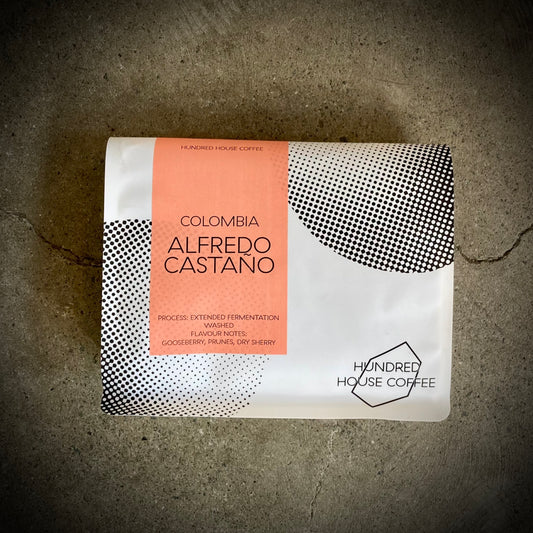 HUNDRED HOUSE COFFEE
COLOMBIA
ALFREDO
CASTAÑO
PROCESS: EXTENDED FERMENTATION
WASHED
FLAVOUR NOTES:
GOOSEBERRY, PRUNES, DRY SHERRY
HUNDRED
HOUSE COFFEE